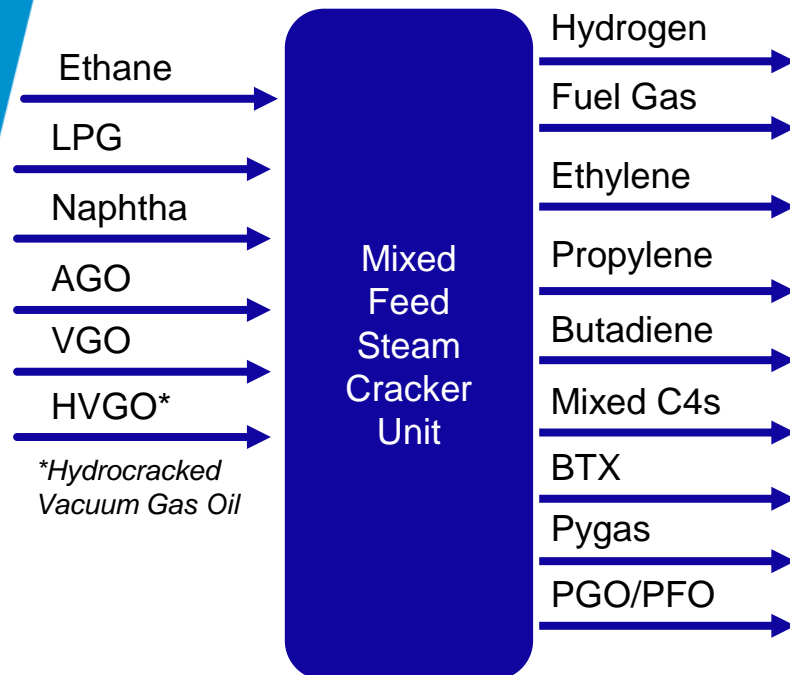 Ethane
LPG
Naphtha
AGO
VGO
HVGO*
*Hydrocracked
Vacuum Gas Oil
Mixed
Feed
Steam
Cracker
Unit
Hydrogen
Fuel Gas
Ethylene
Propylene
Butadiene
Mixed C4s
BTX
Pygas
PGO/PFO